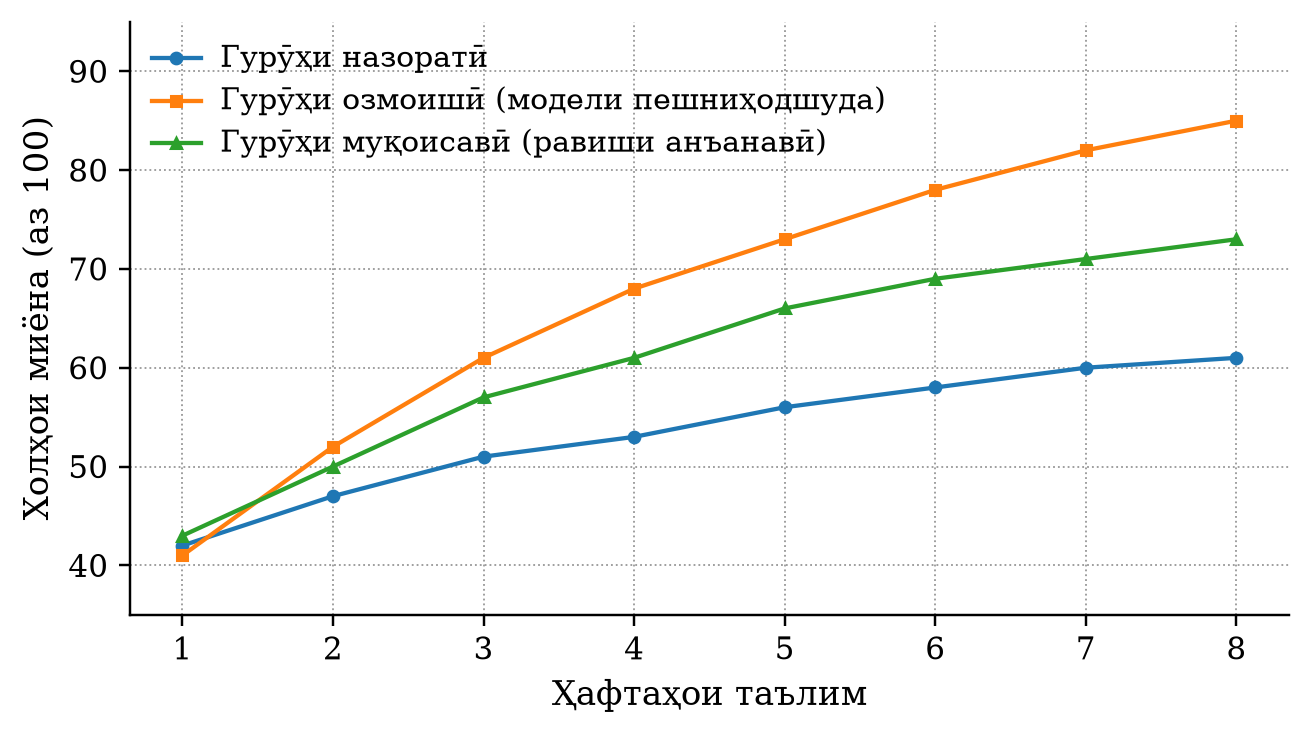 Гурӯҳи назоратӣ
Гурӯҳи озмоишӣ (модели пешниҳодшуда)
Гурӯҳи муқоисавӣ (равиши анъанавӣ)
Холҳои миёна (аз 100)
90
80
70
60
50
40
1 2 3 4 5 6 7 8
Ҳафтаҳои таълим